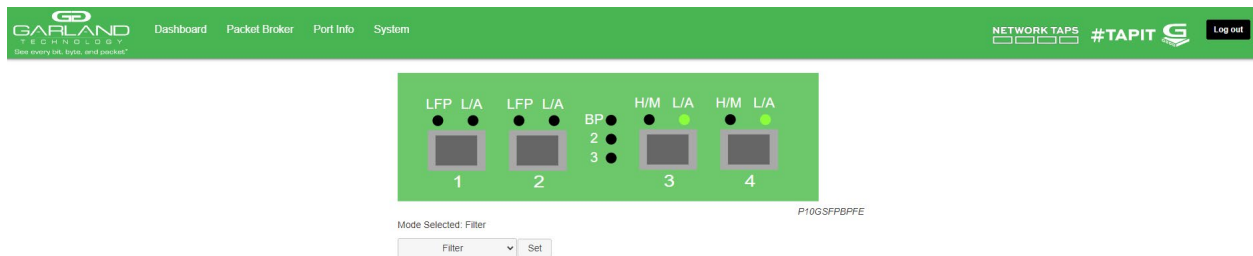 GARLAND
TECHNOLOGY
See every bit, byte, and packet®
Dashboard Packet Broker Port Info System
NETWORK TAPS
#TAPIT
Log out
LFP L/A LFP L/A H/M L/A H/M L/A
BP
2
3
1 2 3 4
P10GSFPBPFE
Mode Selected: Filter
Filter Set